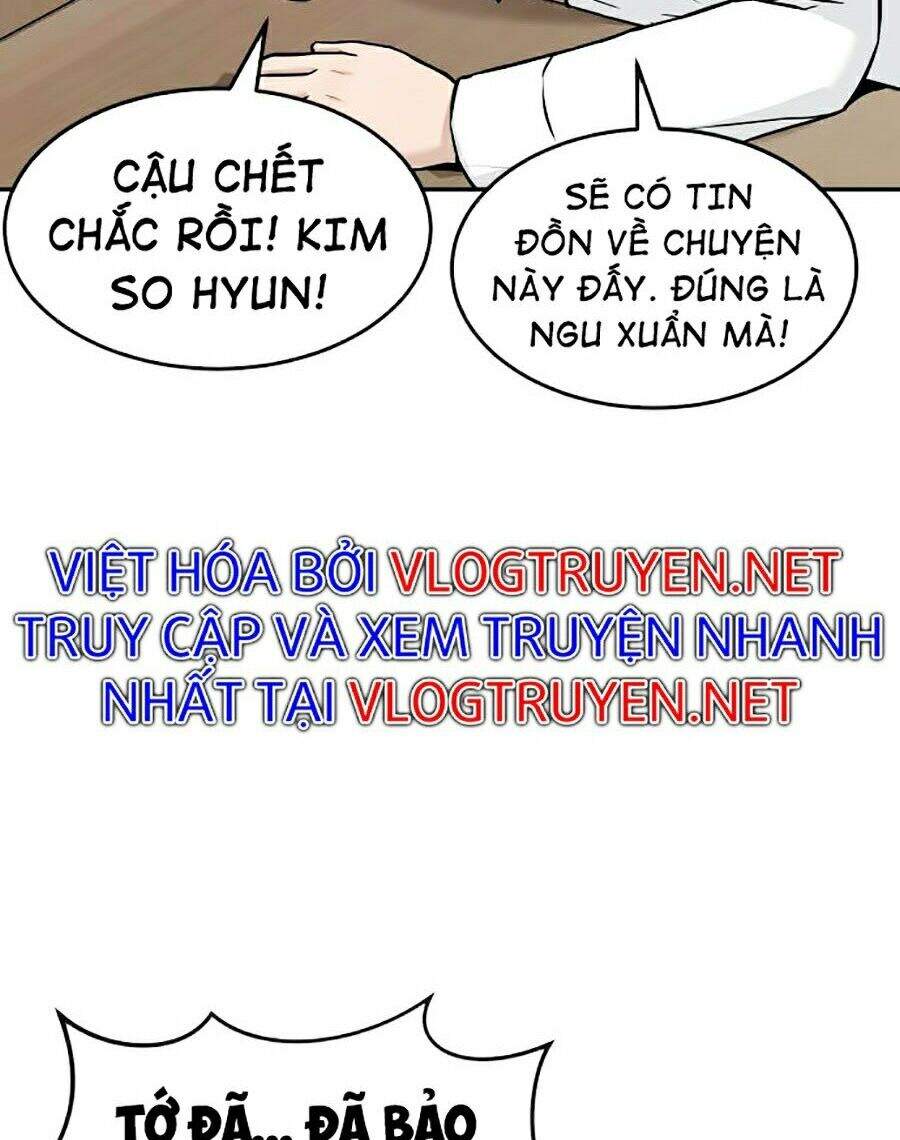 CẬU CHẾT
CHẮC RỒI! KIM
SO HYUN!
SẼ CÓ TIN
ĐỒN VỀ CHUYỆN
NÀY ĐẤY. ĐÚNG LÀ
NGU XUẨN MÀ!
VIỆT HÓA BỞI VLOGTRUYEN.NET
TRUY CẬP VÀ XEM TRUYỆN NHANH
NHẤT TẠI VLOGTRUYEN.NET
TỚ ĐÃ... ĐÃ BẢO